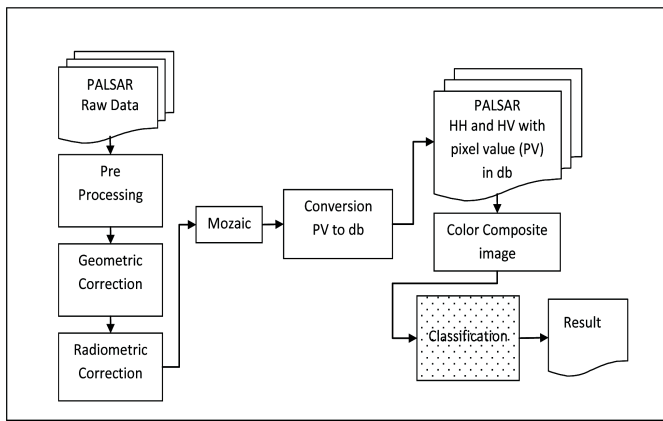 PALSAR
Raw Data
Pre
Processing
Geometric
Correction
Radiometric
Correction
Mozaic
Conversion
PV to db
PALSAR
HH and HV with
pixel value (PV)
in db
Color Composite
image
Classification
Result